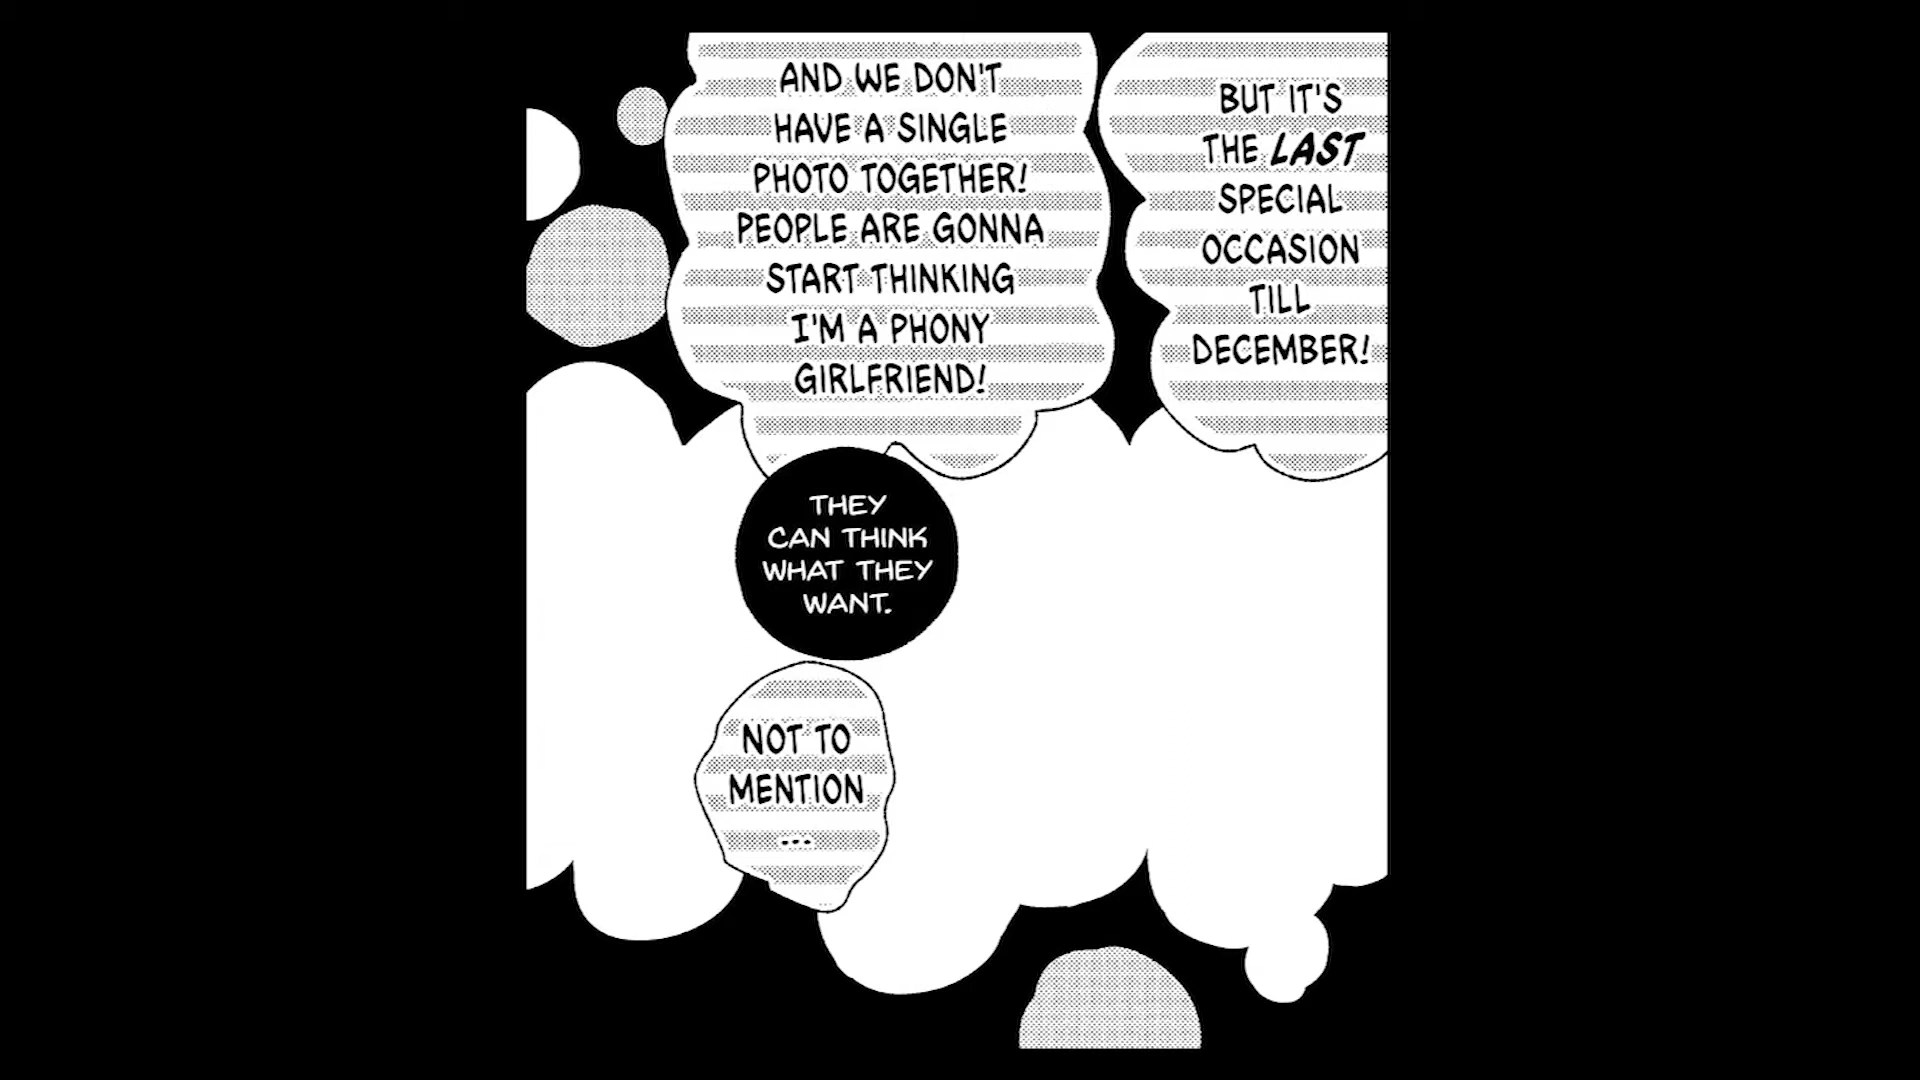 BUT IT'S
THE LAST
SPECIAL
OCCASION
TILL
DECEMBER!
AND WE DON'T
HAVE A SINGLE
PHOTO TOGETHER!
PEOPLE ARE GONNA
START THINKING
I'M A PHONY
GIRLFRIEND!
THEY
CAN THINK
WHAT THEY
WANT.
NOT TO
MENTION
...